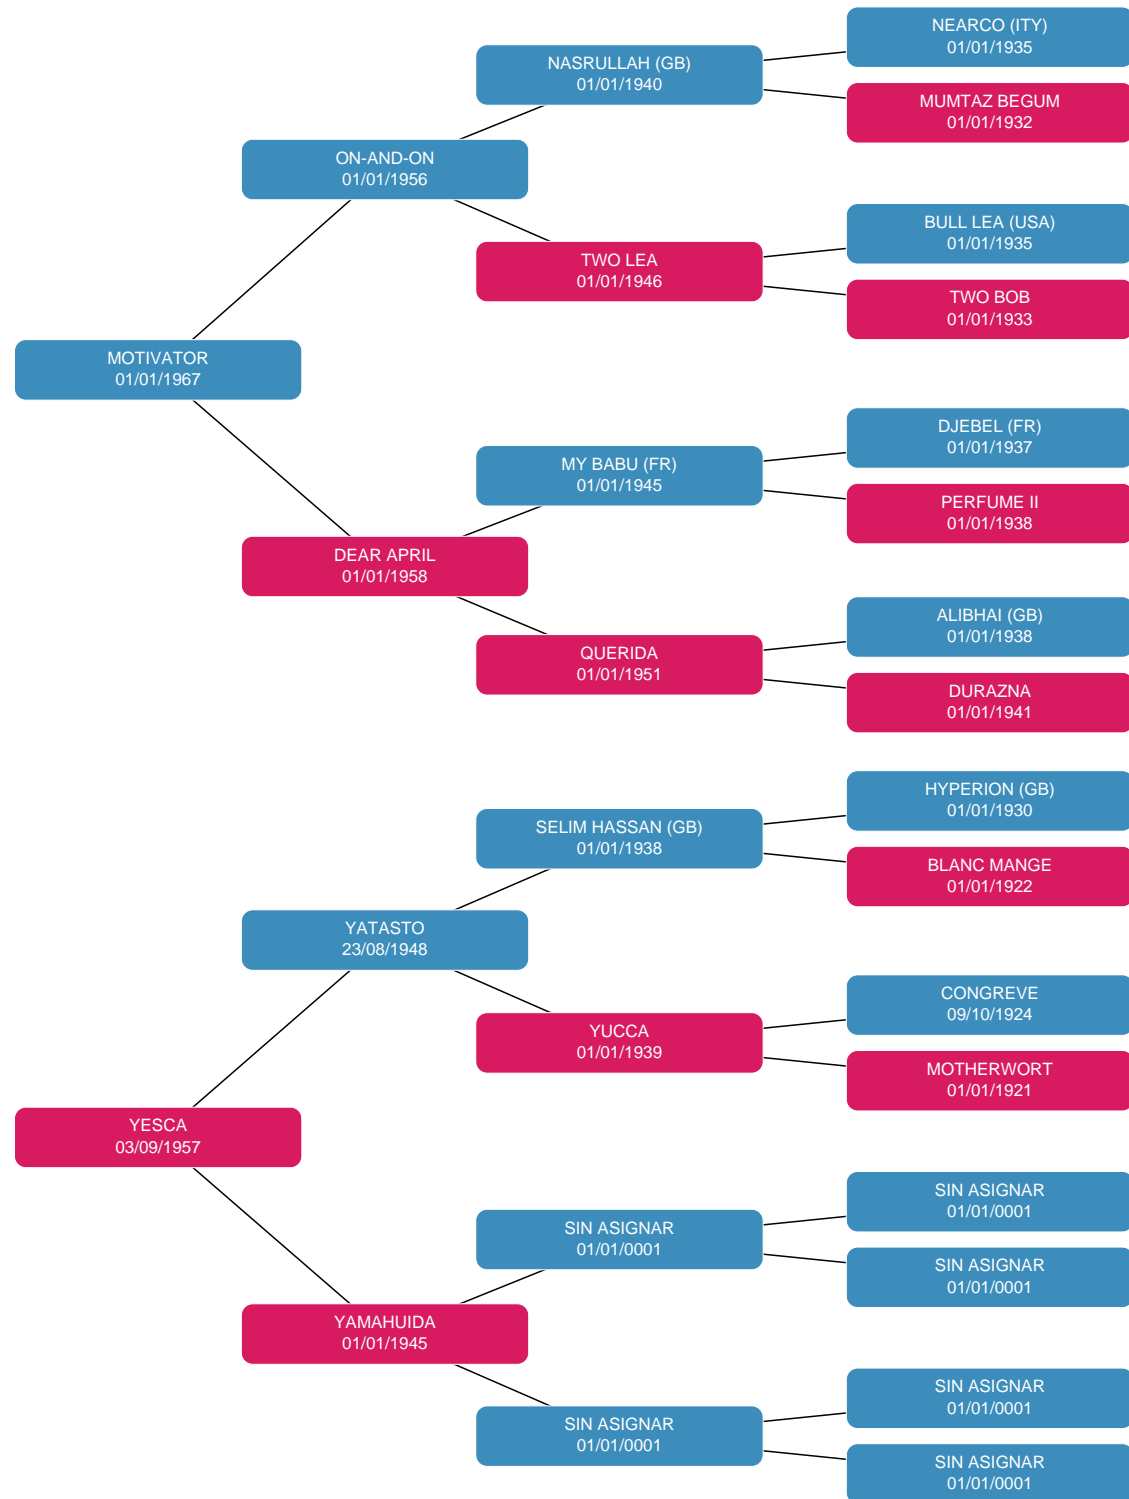 NEARCO (ITY)
01/01/1935
NASRULLAH (GB)
01/01/1940
MUMTAZ BEGUM
01/01/1932
ON-AND-ON
01/01/1956
BULL LEA (USA)
01/01/1935
TWO LEA
01/01/1946
TWO BOB
01/01/1933
MOTIVATOR
01/01/1967
DJEBEL (FR)
01/01/1937
MY BABU (FR)
01/01/1945
PERFUME II
01/01/1938
DEAR APRIL
01/01/1958
ALIBHAI (GB)
01/01/1938
QUERIDA
01/01/1951
DURAZNA
01/01/1941
HYPERION (GB)
01/01/1930
SELIM HASSAN (GB)
01/01/1938
BLANC MANGE
01/01/1922
YATASTO
23/08/1948
CONGREVE
09/10/1924
YUCCA
01/01/1939
MOTHERWORT
01/01/1921
YESCA
03/09/1957
SIN ASIGNAR
01/01/0001
SIN ASIGNAR
01/01/0001
SIN ASIGNAR
01/01/0001
YAMAHUIDA
01/01/1945
SIN ASIGNAR
01/01/0001
SIN ASIGNAR
01/01/0001
SIN ASIGNAR
01/01/0001